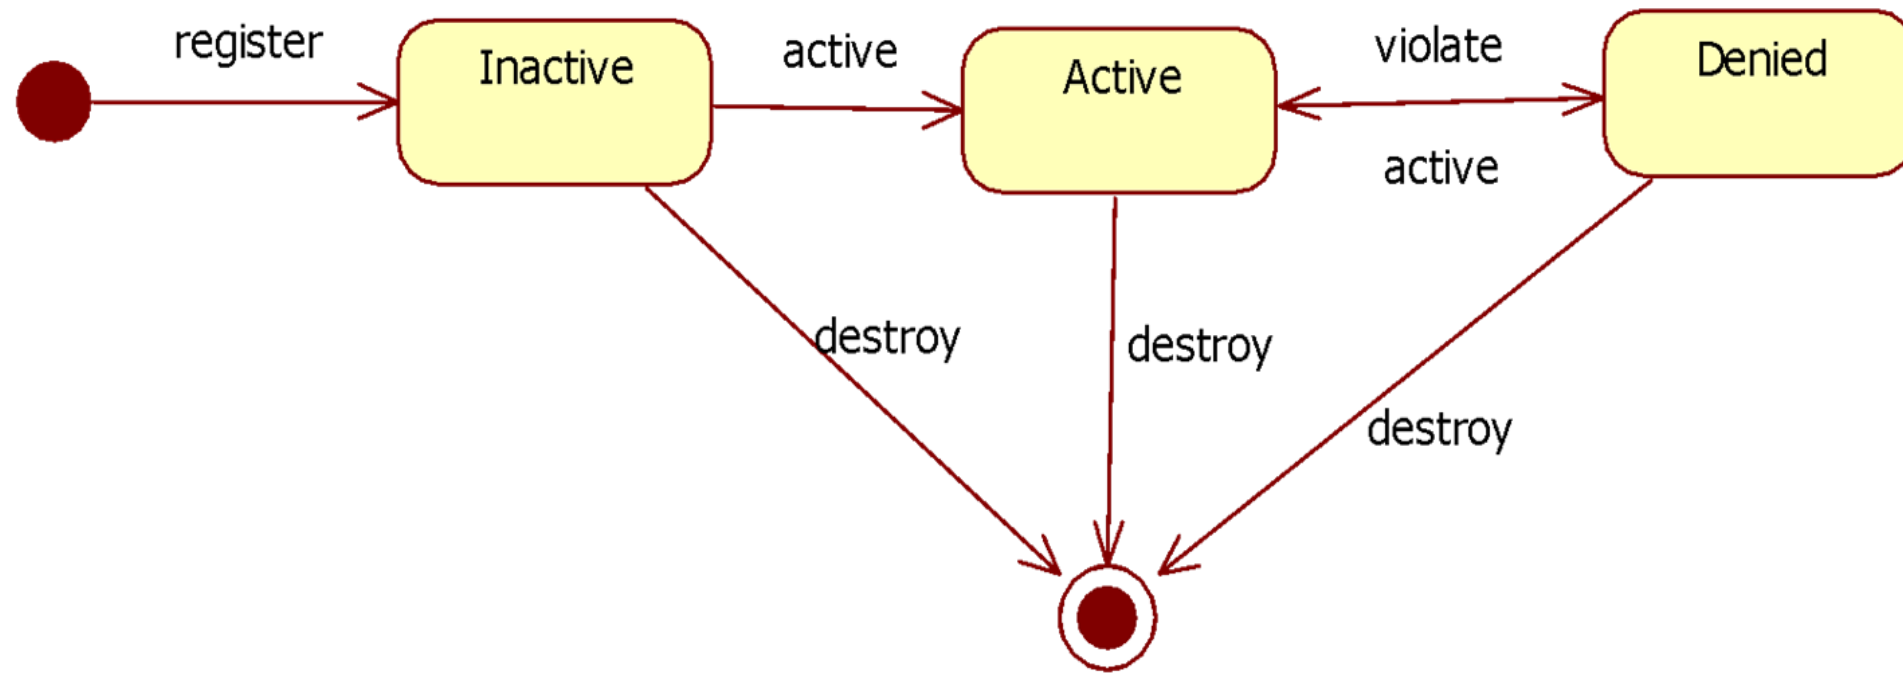 register
Inactive
active
Active
violate
active
Denied
destroy
destroy
destroy